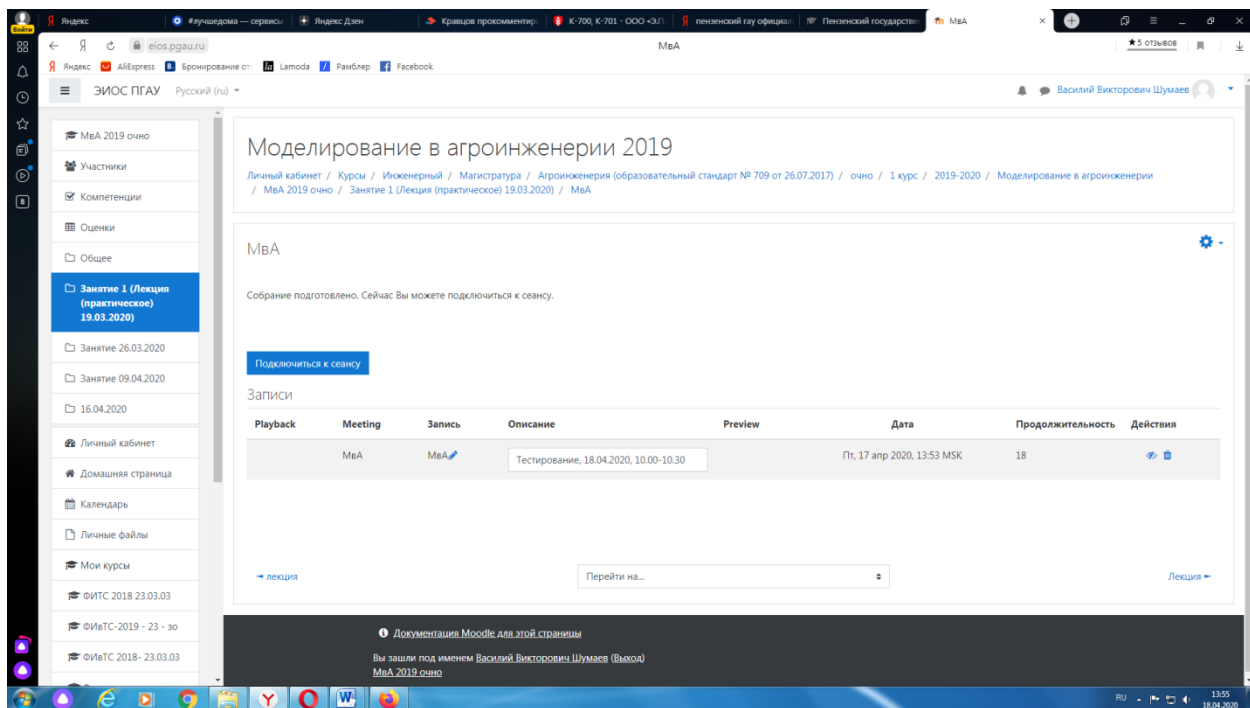 Войти
Яндекс
#лучшедома — сервисы
Яндекс Дзен
Кравцов прокомментир
К-700, К-701 - ООО «Э.Л.
пензенский гау официал
Пензенский государстве
МвА
eios.pgau.ru
МвА
★ 5 отзывов
Яндекс
AliExpress
Бронирование от
Lamoda
Рамблер
Facebook
ЭИОС ПГАУ
Русский (ru)
Василий Викторович Шумаев
МвА 2019 очно
Участники
Компетенции
Оценки
Общее
Занятие 1 (Лекция
(практическое)
19.03.2020)
Занятие 26.03.2020
Занятие 09.04.2020
16.04.2020
Личный кабинет
Домашняя страница
Календарь
Личные файлы
Мои курсы
ФИТС 2018 23.03.03
ФИвТС-2019 - 23 - зо
ФИвТС 2018- 23.03.03
Моделирование в агроинженерии 2019
Личный кабинет / Курсы / Инженерный / Магистратура / Агроинженерия (образовательный стандарт № 709 от 26.07.2017) / очно / 1 курс / 2019-2020 / Моделирование в агроинженерии
/ МвА 2019 очно / Занятие 1 (Лекция (практическое) 19.03.2020) / МвА
МвА
Собрание подготовлено. Сейчас Вы можете подключиться к сеансу.
Подключиться к сеансу
Записи
Playback Meeting Запись Описание Preview Дата Продолжительность Действия
МвА МвА Тестирование, 18.04.2020, 10.00-10.30 Пт, 17 апр 2020, 13:53 MSK 18
лекция
Перейти на...
Лекция
Документация Moodle для этой страницы
Вы зашли под именем Василий Викторович Шумаев (Выход)
МвА 2019 очно
RU
13:55
18.04.2020